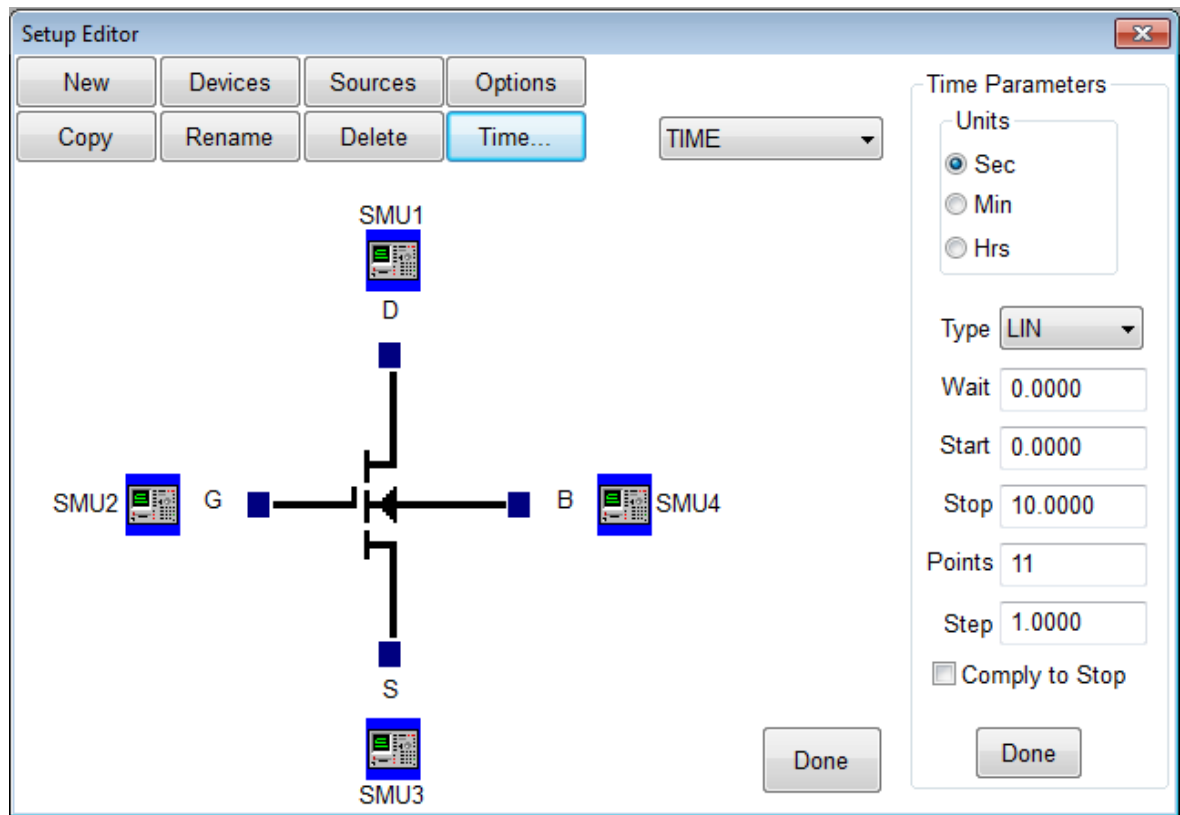 Setup Editor
New Devices Sources Options
Copy Rename Delete Time...
TIME
SMU1
D
SMU2
G
B
SMU4
S
SMU3
Done
Time Parameters
Units
Sec
Min
Hrs
Type LIN
Wait 0.0000
Start 0.0000
Stop 10.0000
Points 11
Step 1.0000
Comply to Stop
Done